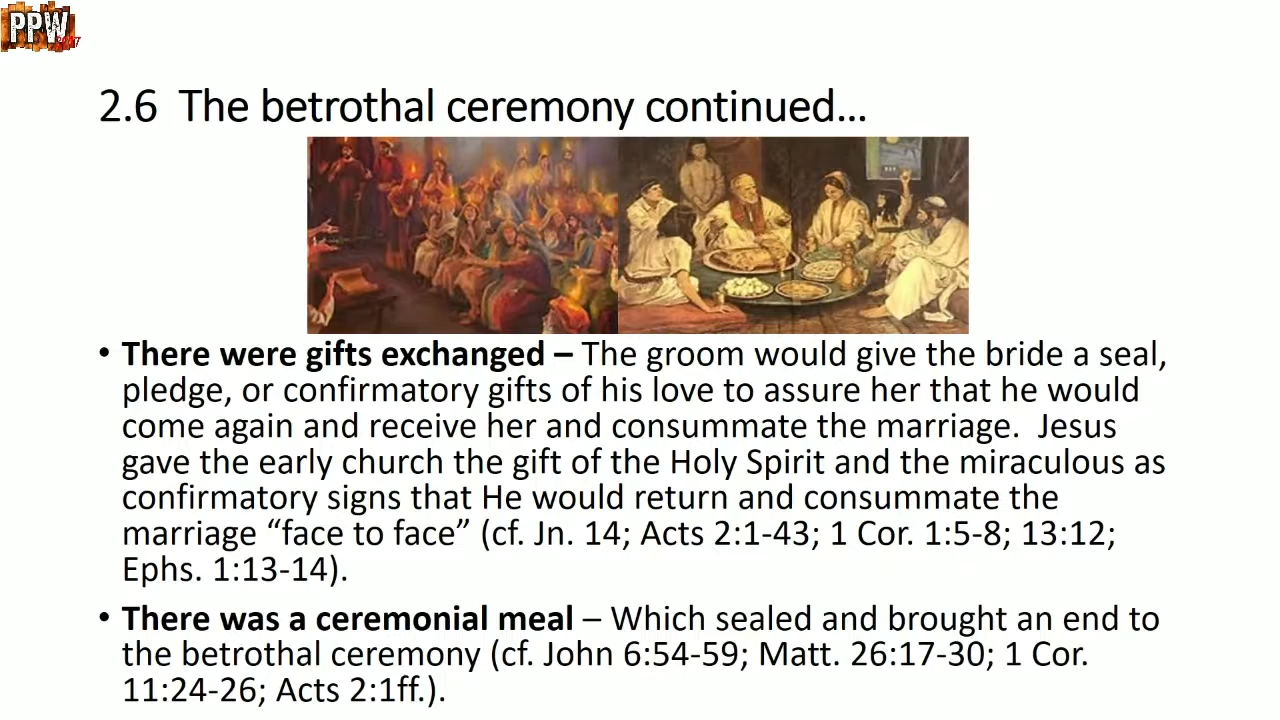 PPW
2017
2.6 The betrothal ceremony continued…
• There were gifts exchanged – The groom would give the bride a seal,
pledge, or confirmatory gifts of his love to assure her that he would
come again and receive her and consummate the marriage. Jesus
gave the early church the gift of the Holy Spirit and the miraculous as
confirmatory signs that He would return and consummate the
marriage “face to face” (cf. Jn. 14; Acts 2:1-43; 1 Cor. 1:5-8; 13:12;
Ephs. 1:13-14).
• There was a ceremonial meal – Which sealed and brought an end to
the betrothal ceremony (cf. John 6:54-59; Matt. 26:17-30; 1 Cor.
11:24-26; Acts 2:1ff.).